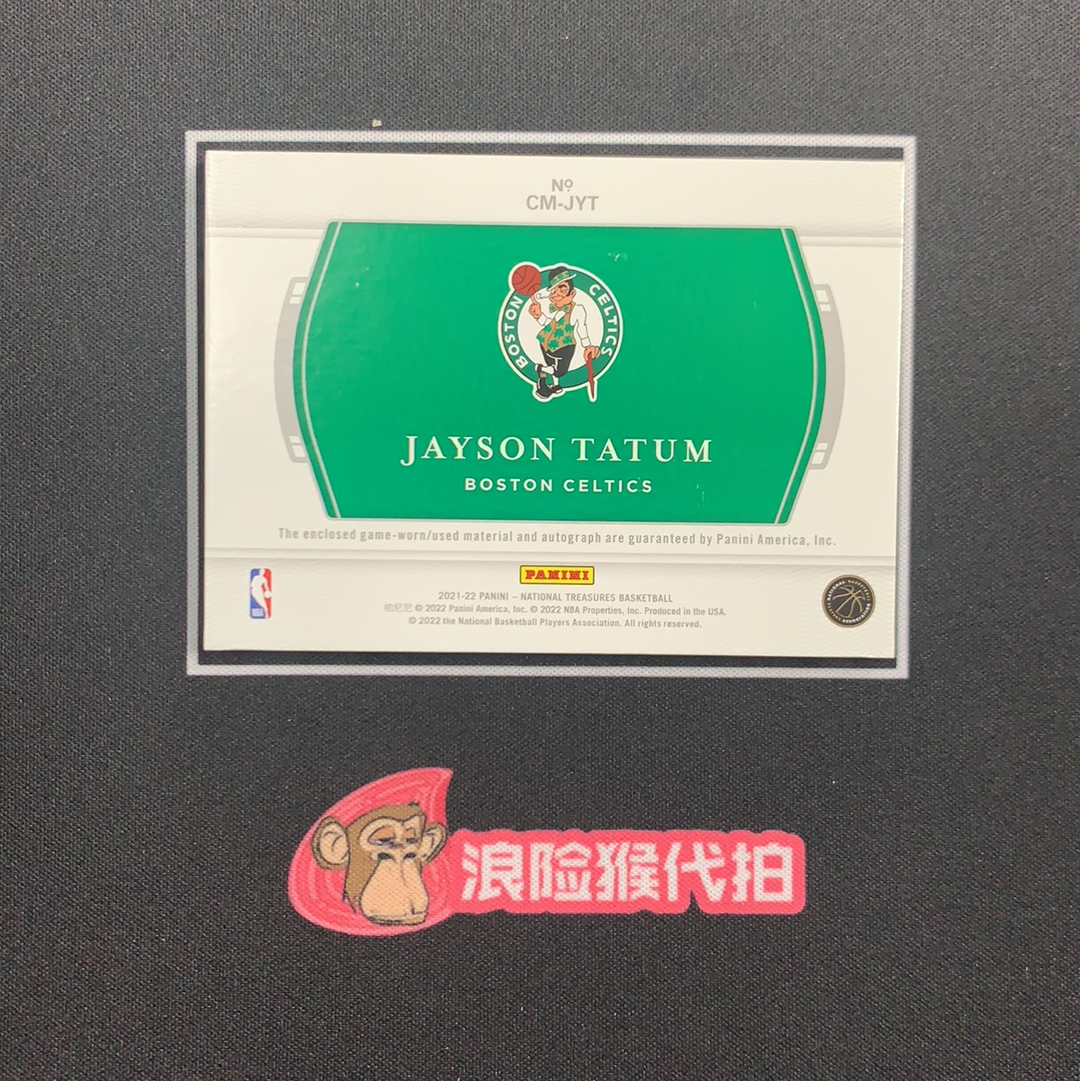 Nº
CM-JYT
BOSTON CELTICS
JAYSON TATUM
BOSTON CELTICS
The enclosed game-worn/used material and autograph are guaranteed by Panini America, Inc.
PANINI
2021-22 PANINI – NATIONAL TREASURES BASKETBALL
帕尼尼 © 2022 Panini America, Inc. © 2022 NBA Properties, Inc. Produced in the USA.
© 2022 the National Basketball Players Association. All rights reserved.
NBA
浪险猴代拍